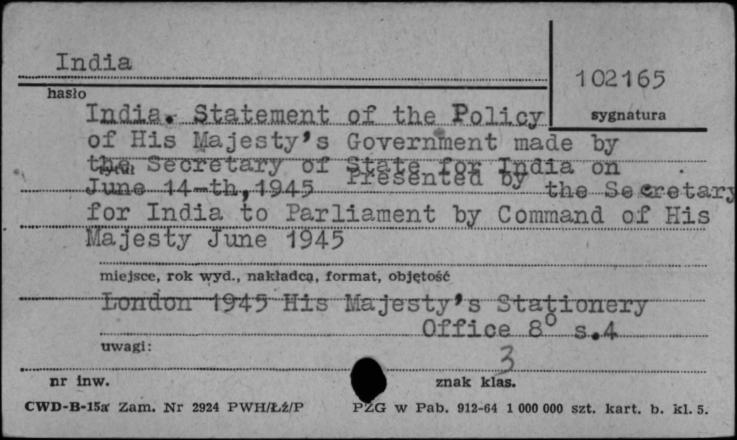 India
102165
hasło
sygnatura
India. Statement of the Policy
of His Majesty's Government made by
the Secretary of State for India on
June 14-th, 1945 Presented by the Secretary
for India to Parliament by Command of His
Majesty June 1945
miejsce, rok wyd., nakładca, format, objętość
London 1945 His Majesty's Stationery
Office 8° s.4
uwagi:
3
nr inw.
znak klas.
CWD-B-15a Zam. Nr 2924 PWH/Łź/P
PZG w Pab. 912-64 1 000 000 szt. kart. b. kl. 5.